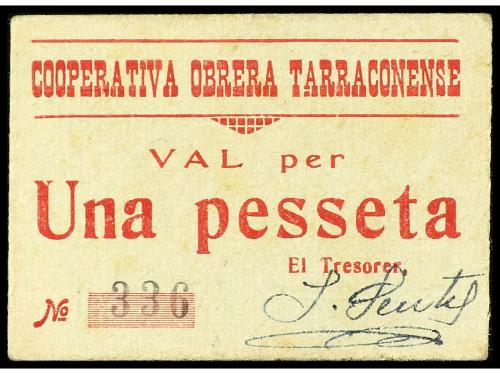 COOPERATIVA OBRERA TARRACONENSE
VAL per
Una pesseta
El Tresorer,
No 336